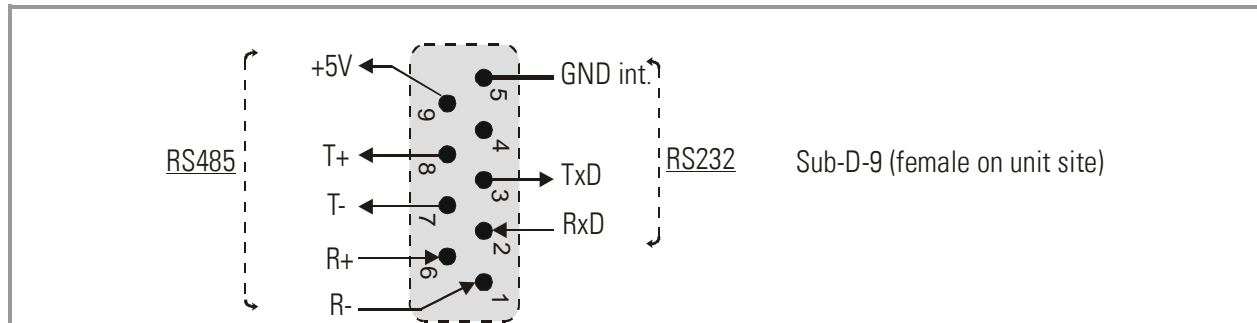 +5V
GND int.
5
9
4
RS485
T+
8
3
TxD
RS232
Sub-D-9 (female on unit site)
T-
7
2
RxD
R+
6
R-
1